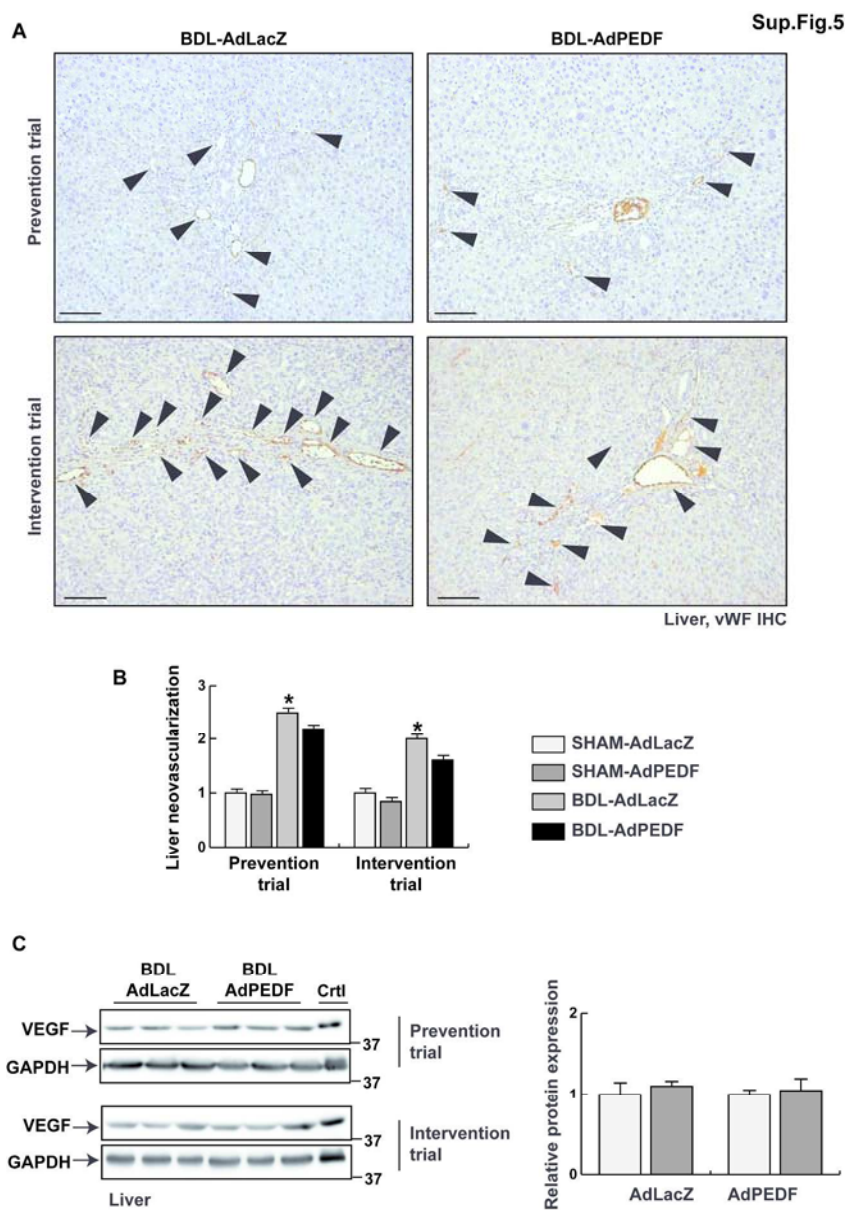 Sup.Fig.5
A
BDL-AdLacZ
BDL-AdPEDF
Prevention trial
Intervention trial
Liver, vWF IHC
B
Liver neovascularization
3
2
1
0
*
*
Prevention
trial
Intervention
trial
SHAM-AdLacZ
SHAM-AdPEDF
BDL-AdLacZ
BDL-AdPEDF
C
BDL
AdLacZ
BDL
AdPEDF
Crtl
VEGF
37
GAPDH
37
Prevention
trial
VEGF
37
GAPDH
37
Intervention
trial
Liver
Relative protein expression
2
1
0
AdLacZ
AdPEDF